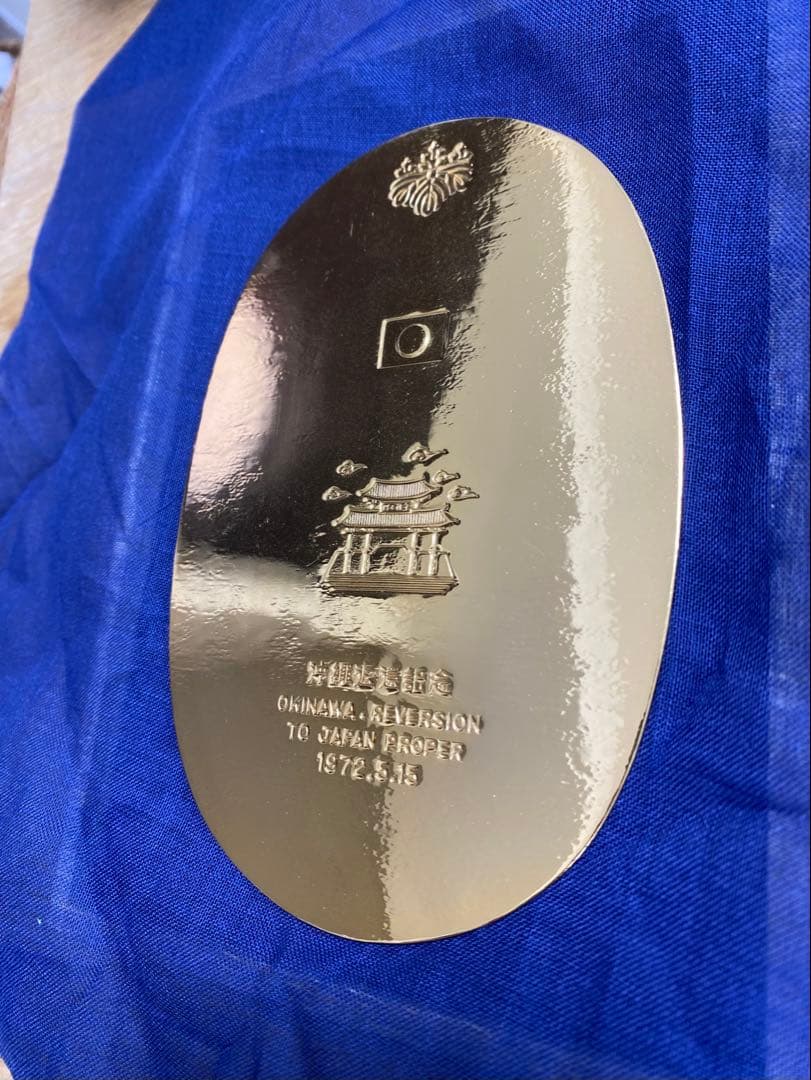 沖縄返還記念
OKINAWA・REVERSION
TO JAPAN PROPER
1972.5.15